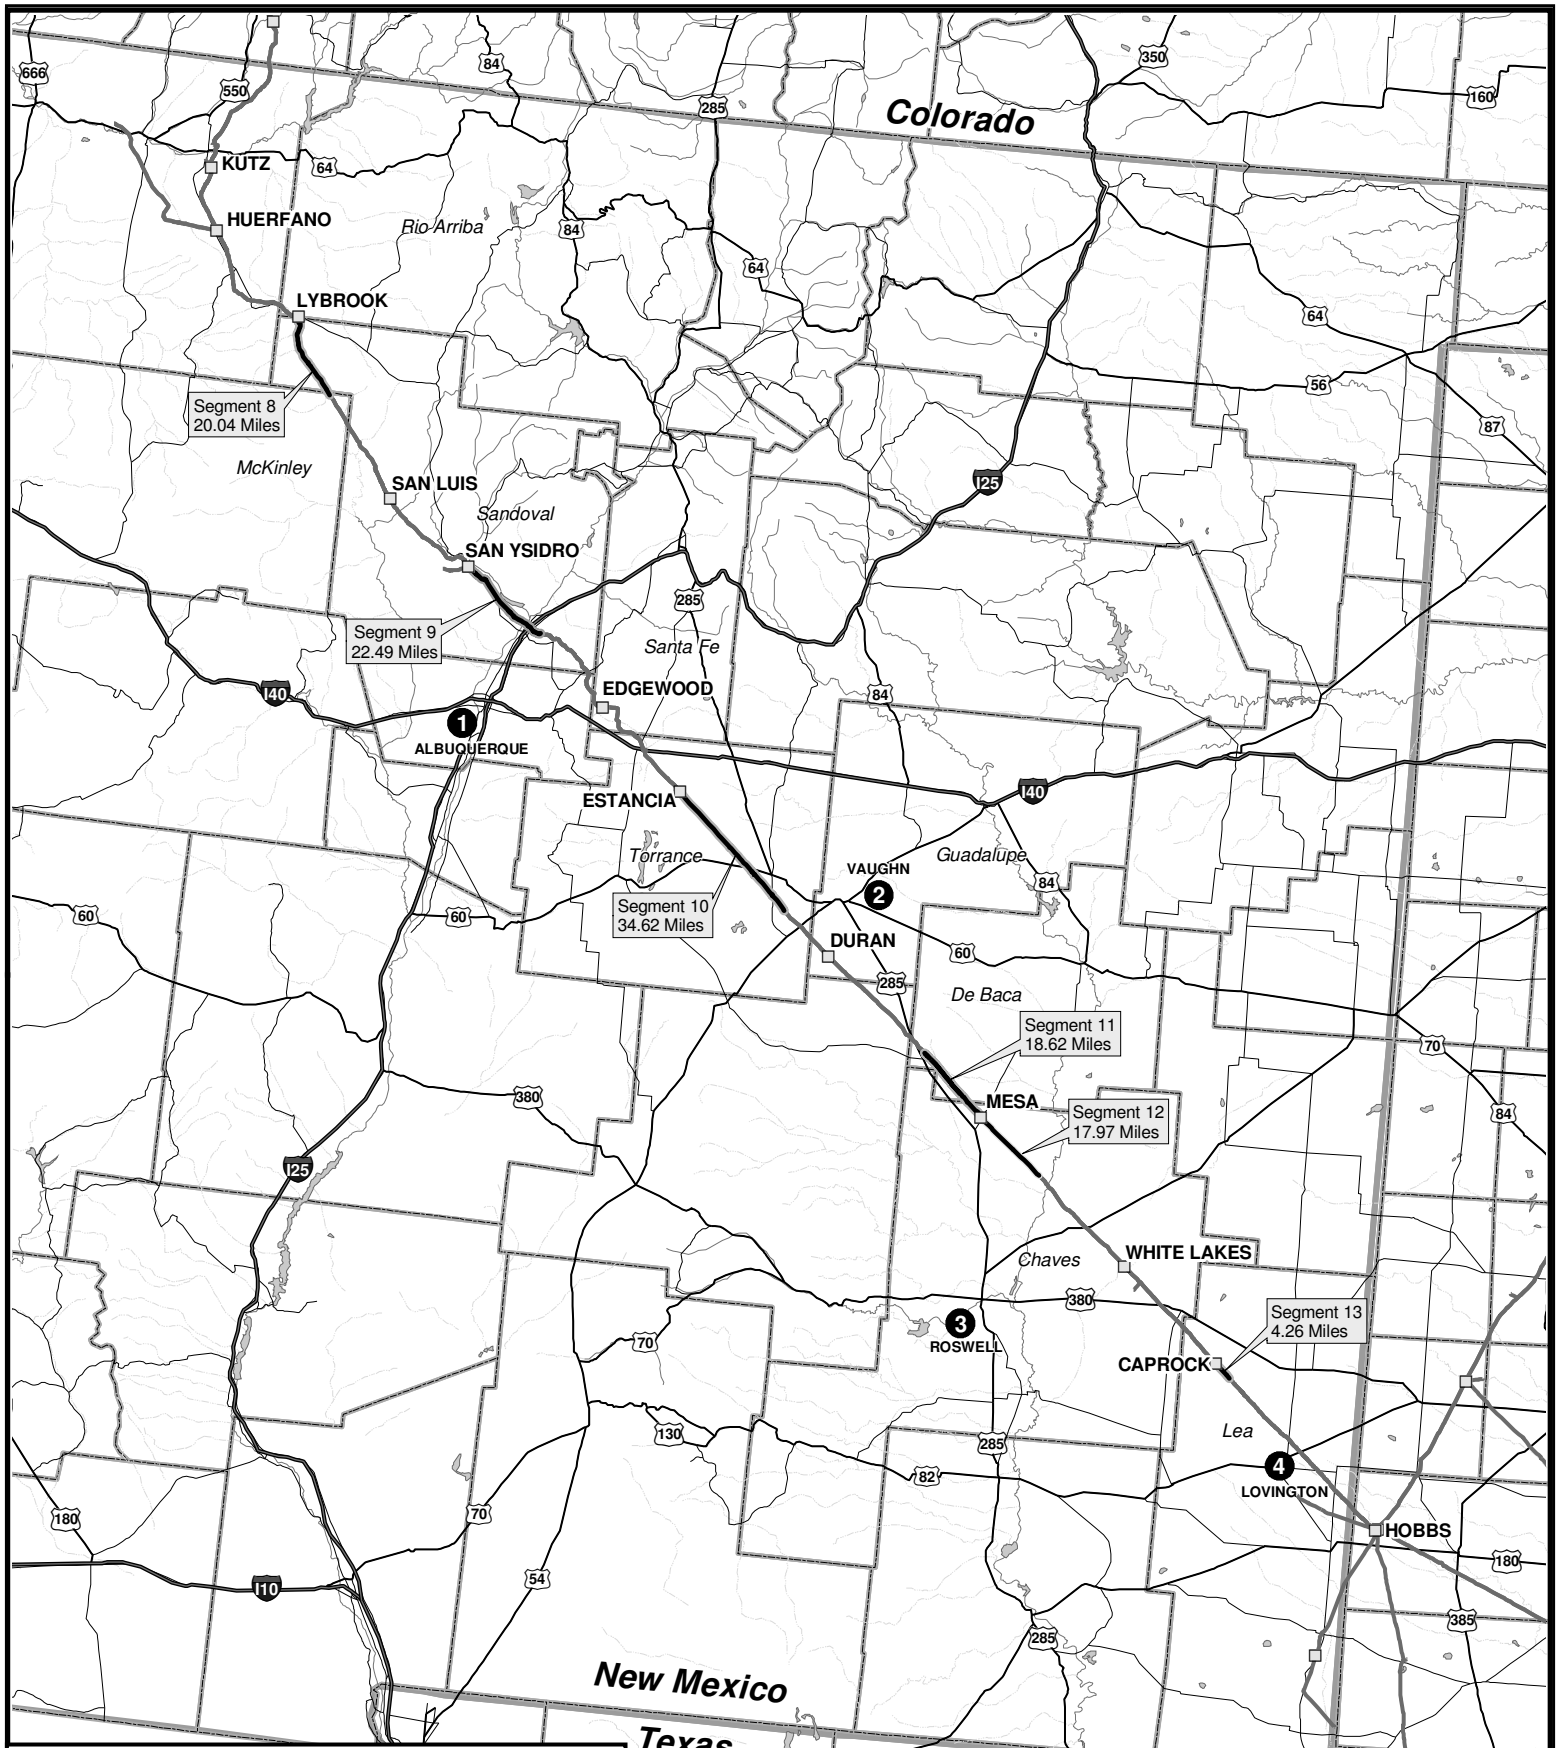 666
550
84
285
350
160
Colorado
KUTZ
64
HUERFANO
Rio Arriba
84
64
64
LYBROOK
56
Segment 8
20.04 Miles
87
McKinley
SAN LUIS
I25
Sandoval
SAN YSIDRO
285
Segment 9
22.49 Miles
Santa Fe
EDGEWOOD
I40
84
1
ALBUQUERQUE
I40
ESTANCIA
Torrance
VAUGHN
Guadalupe
84
2
Segment 10
34.62 Miles
60
60
DURAN
60
285
De Baca
Segment 11
18.62 Miles
70
380
MESA
Segment 12
17.97 Miles
84
I25
WHITE LAKES
Chaves
380
Segment 13
4.26 Miles
3
ROSWELL
70
CAPROCK
130
285
Lea
4
82
LOVINGTON
180
70
HOBBS
180
I10
54
385
285
New Mexico
Texas